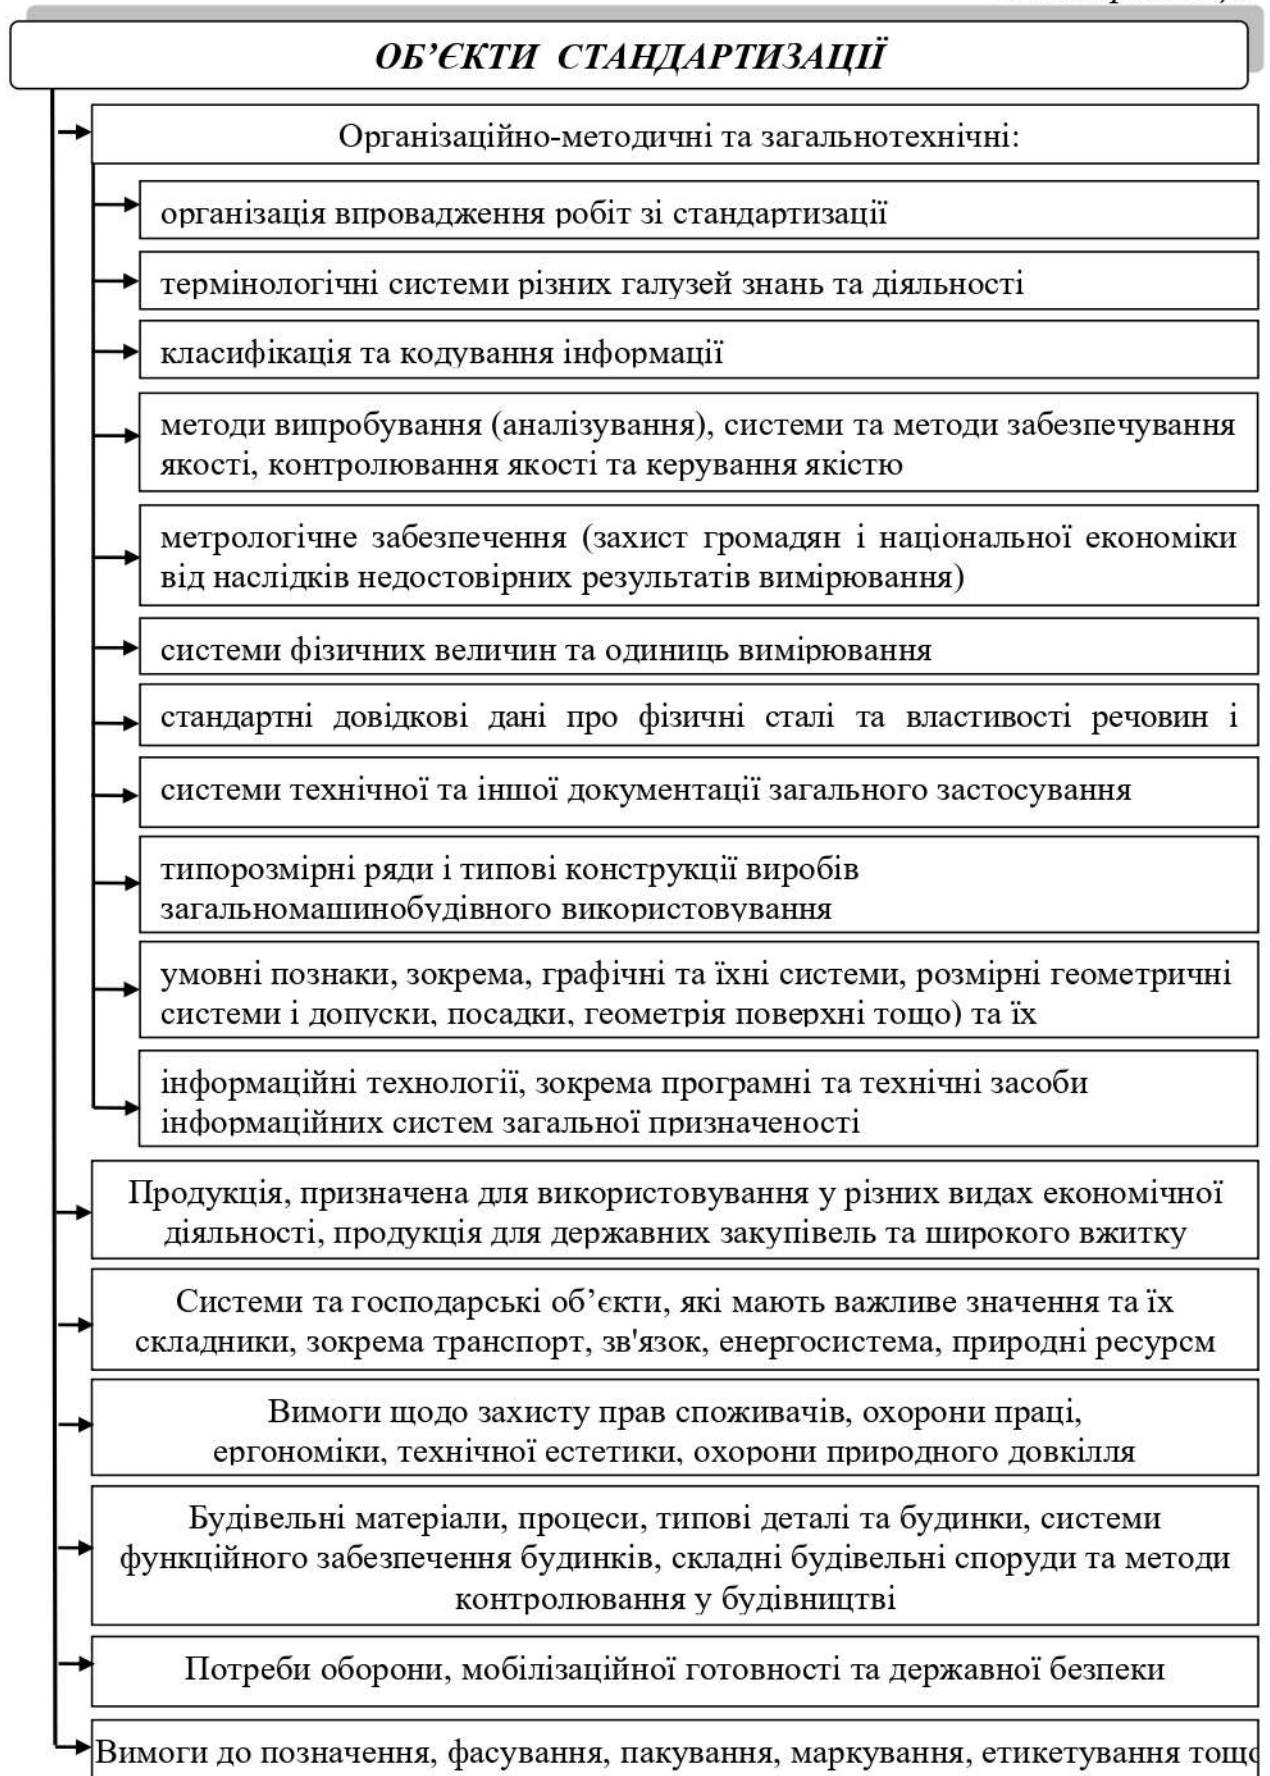 ОБ’ЄКТИ СТАНДАРТИЗАЦІЇ
Організаційно-методичні та загальнотехнічні:
організація впровадження робіт зі стандартизації
термінологічні системи різних галузей знань та діяльності
класифікація та кодування інформації
методи випробування (аналізування), системи та методи забезпечування
якості, контролювання якості та керування якістю
метрологічне забезпечення (захист громадян і національної економіки
від наслідків недостовірних результатів вимірювання)
системи фізичних величин та одиниць вимірювання
стандартні довідкові дані про фізичні сталі та властивості речовин і
системи технічної та іншої документації загального застосування
типорозмірні ряди і типові конструкції виробів
загальномашинобудівного використовування
умовні познаки, зокрема, графічні та їхні системи, розмірні геометричні
системи і допуски, посадки, геометрія поверхні тощо) та їх
інформаційні технології, зокрема програмні та технічні засоби
інформаційних систем загальної призначеності
Продукція, призначена для використовування у різних видах економічної
діяльності, продукція для державних закупівель та широкого вжитку
Системи та господарські об’єкти, які мають важливе значення та їх
складники, зокрема транспорт, зв'язок, енергосистема, природні ресурсм
Вимоги щодо захисту прав споживачів, охорони праці,
ергономіки, технічної естетики, охорони природного довкілля
Будівельні матеріали, процеси, типові деталі та будинки, системи
функційного забезпечення будинків, складні будівельні споруди та методи
контролювання у будівництві
Потреби оборони, мобілізаційної готовності та державної безпеки
Вимоги до позначення, фасування, пакування, маркування, етикетування тощо